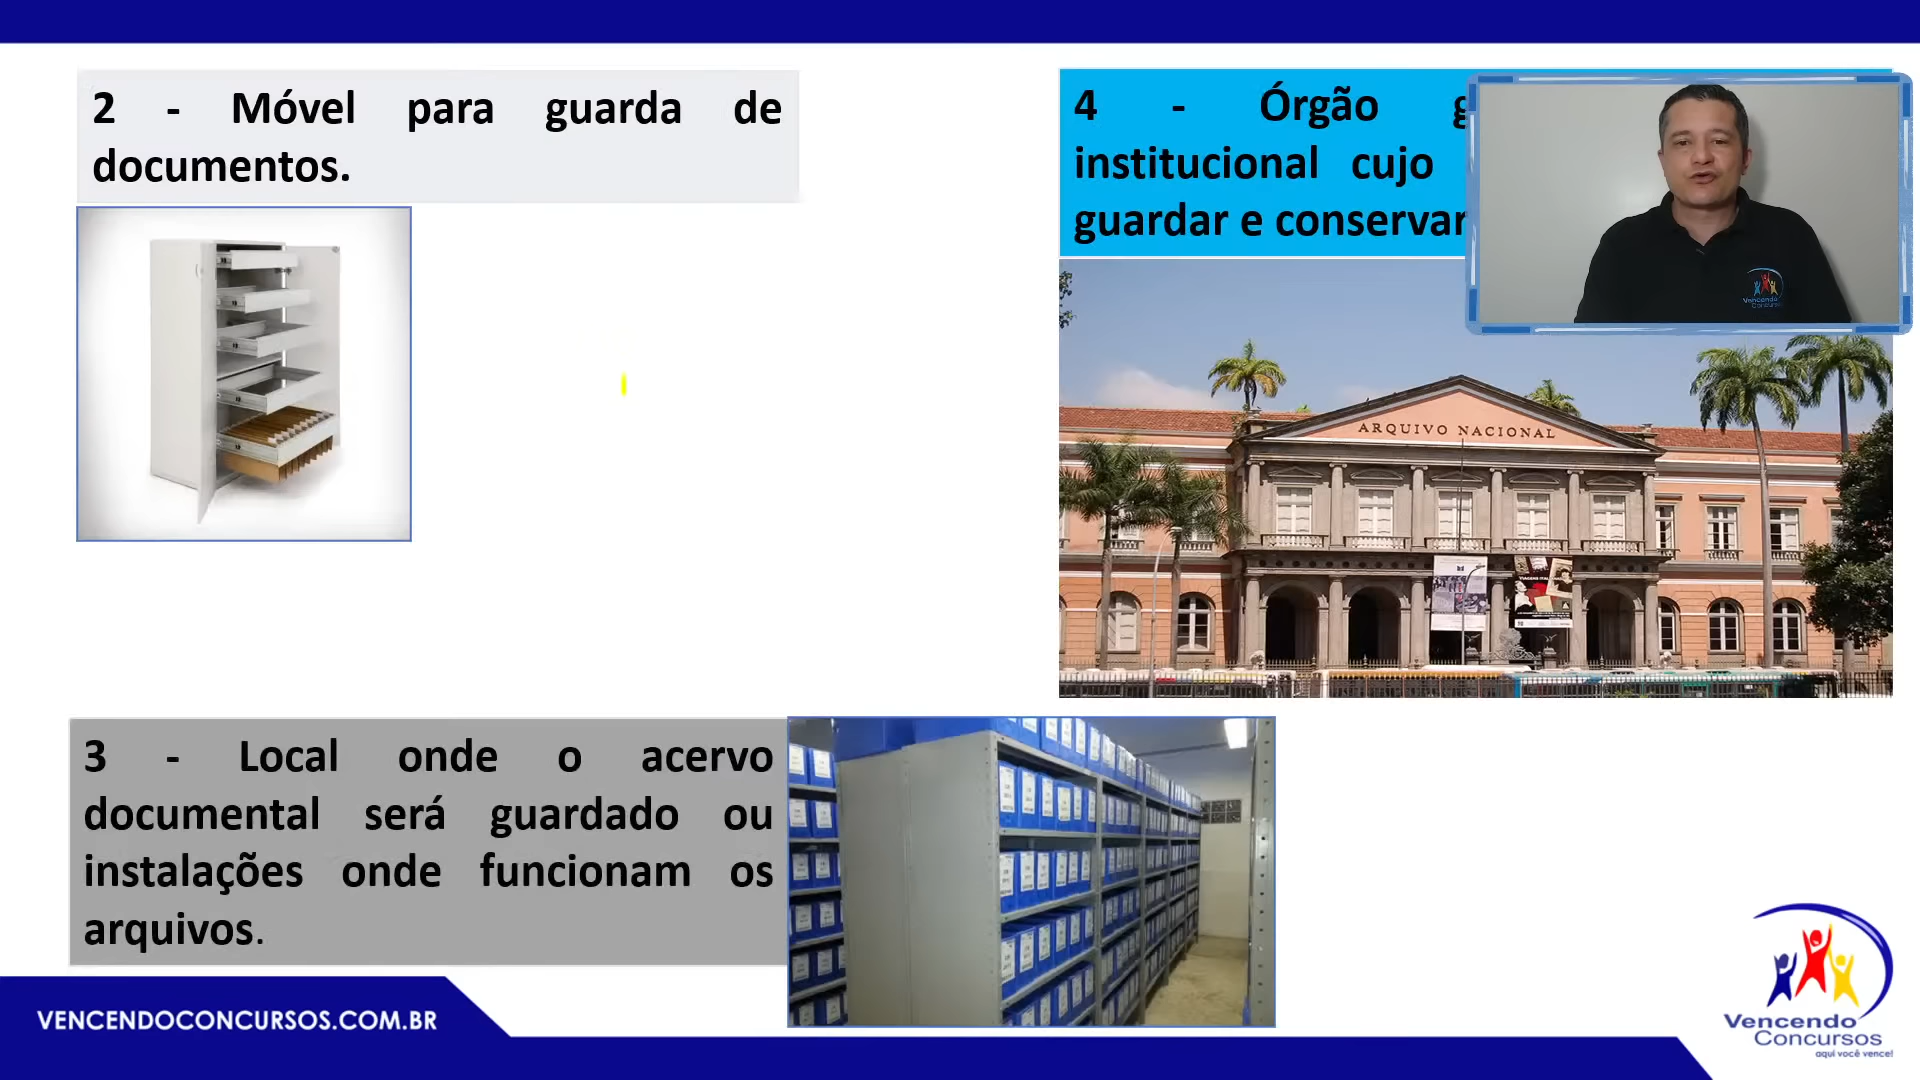 2 - Móvel para guarda de
documentos.
4 - Órgão
institucional cujo
guardar e conservar
ARQUIVO NACIONAL
3 - Local onde o acervo
documental será guardado ou
instalações onde funcionam os
arquivos.
VENCENDOCONCURSOS.COM.BR
Vencendo
Concursos
aqui você vence!
Vencendo